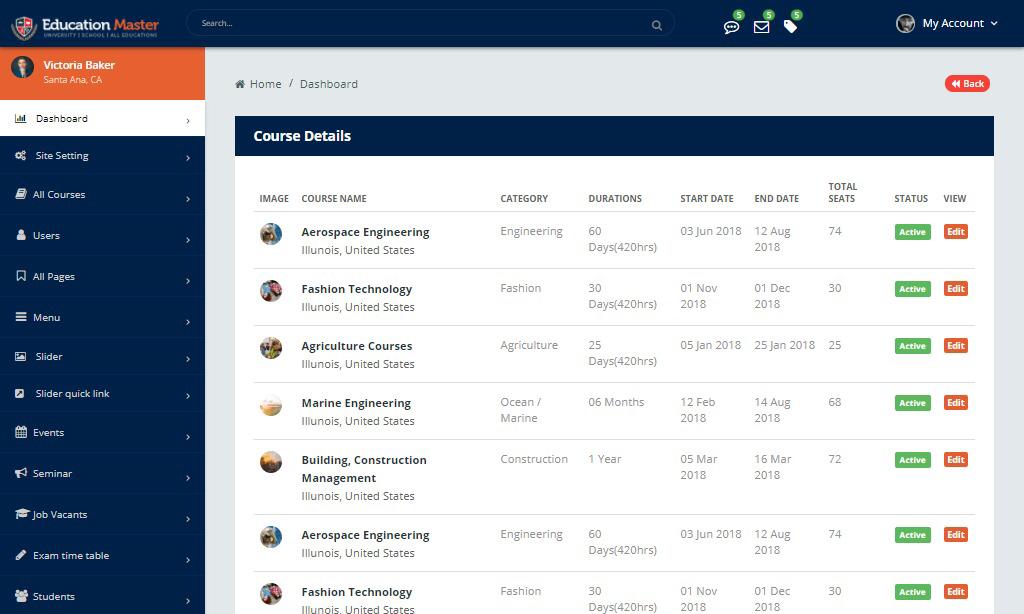 Education Master
UNIVERSITY | SCHOOL | ALL EDUCATIONS
Search...
5
5
5
My Account
Victoria Baker
Santa Ana, CA
Dashboard
Site Setting
All Courses
Users
All Pages
Menu
Slider
Slider quick link
Events
Seminar
Job Vacants
Exam time table
Students
Home / Dashboard
Back
Course Details
IMAGE COURSE NAME CATEGORY DURATIONS START DATE END DATE TOTAL SEATS STATUS VIEW
Aerospace Engineering Engineering 60 03 Jun 2018 12 Aug 74 Active Edit
Illunois, United States Days(420hrs) 2018
Fashion Technology Fashion 30 01 Nov 01 Dec 30 Active Edit
Illunois, United States Days(420hrs) 2018 2018
Agriculture Courses Agriculture 25 05 Jan 2018 25 Jan 2018 25 Active Edit
Illunois, United States Days(420hrs)
Marine Engineering Ocean / 06 Months 12 Feb 14 Aug 68 Active Edit
Illunois, United States Marine 2018 2018
Building, Construction Construction 1 Year 05 Mar 16 Mar 72 Active Edit
Management 2018 2018
Illunois, United States
Aerospace Engineering Engineering 60 03 Jun 2018 12 Aug 74 Active Edit
Illunois, United States Days(420hrs) 2018
Fashion Technology Fashion 30 01 Nov 01 Dec 30 Active Edit
Illunois, United States Days(420hrs) 2018 2018